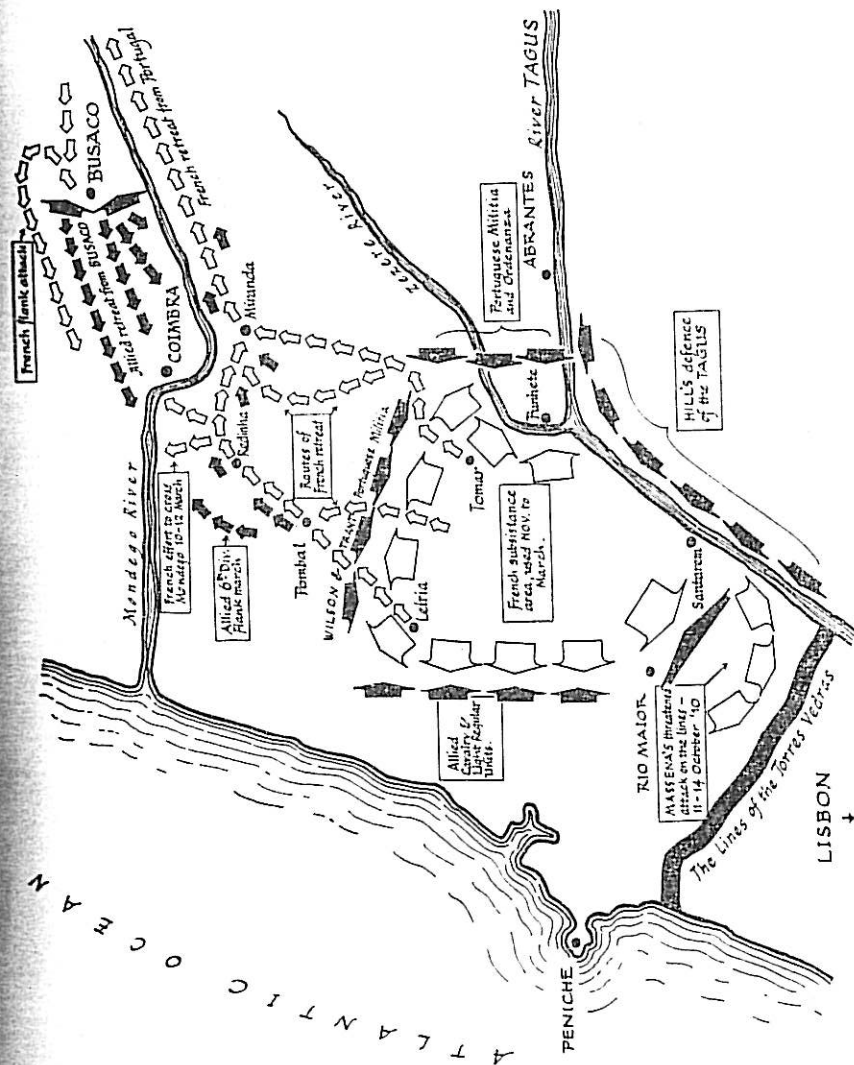 French flank attack
BUSACO
Allied retreat from BUSACO
COIMBRA
French retreat from Portugal
Mondego River
French effort to cross
Mondego 10-12 March
Allied 6th Div.
Flank march
Redinha
Miranda
Routes of
French retreat
Pombal
WILSON &
TRANT
Portuguese Militia
ZEZERE RIVER
Portuguese Militia
and Ordenanza
ABRANTES
River TAGUS
Punhete
Tomar
French subsistance
area, used NOV. to
March.
Leiria
HILL'S defence
of the TAGUS
Santarem
Allied
Cavalry &
Light Regular
Units.
RIO MAIOR
MASSENA'S threatened
attack on the lines –
11-14 October '10
The Lines of the Torres Vedras
LISBON
PENICHE
ATLANTIC OCEAN